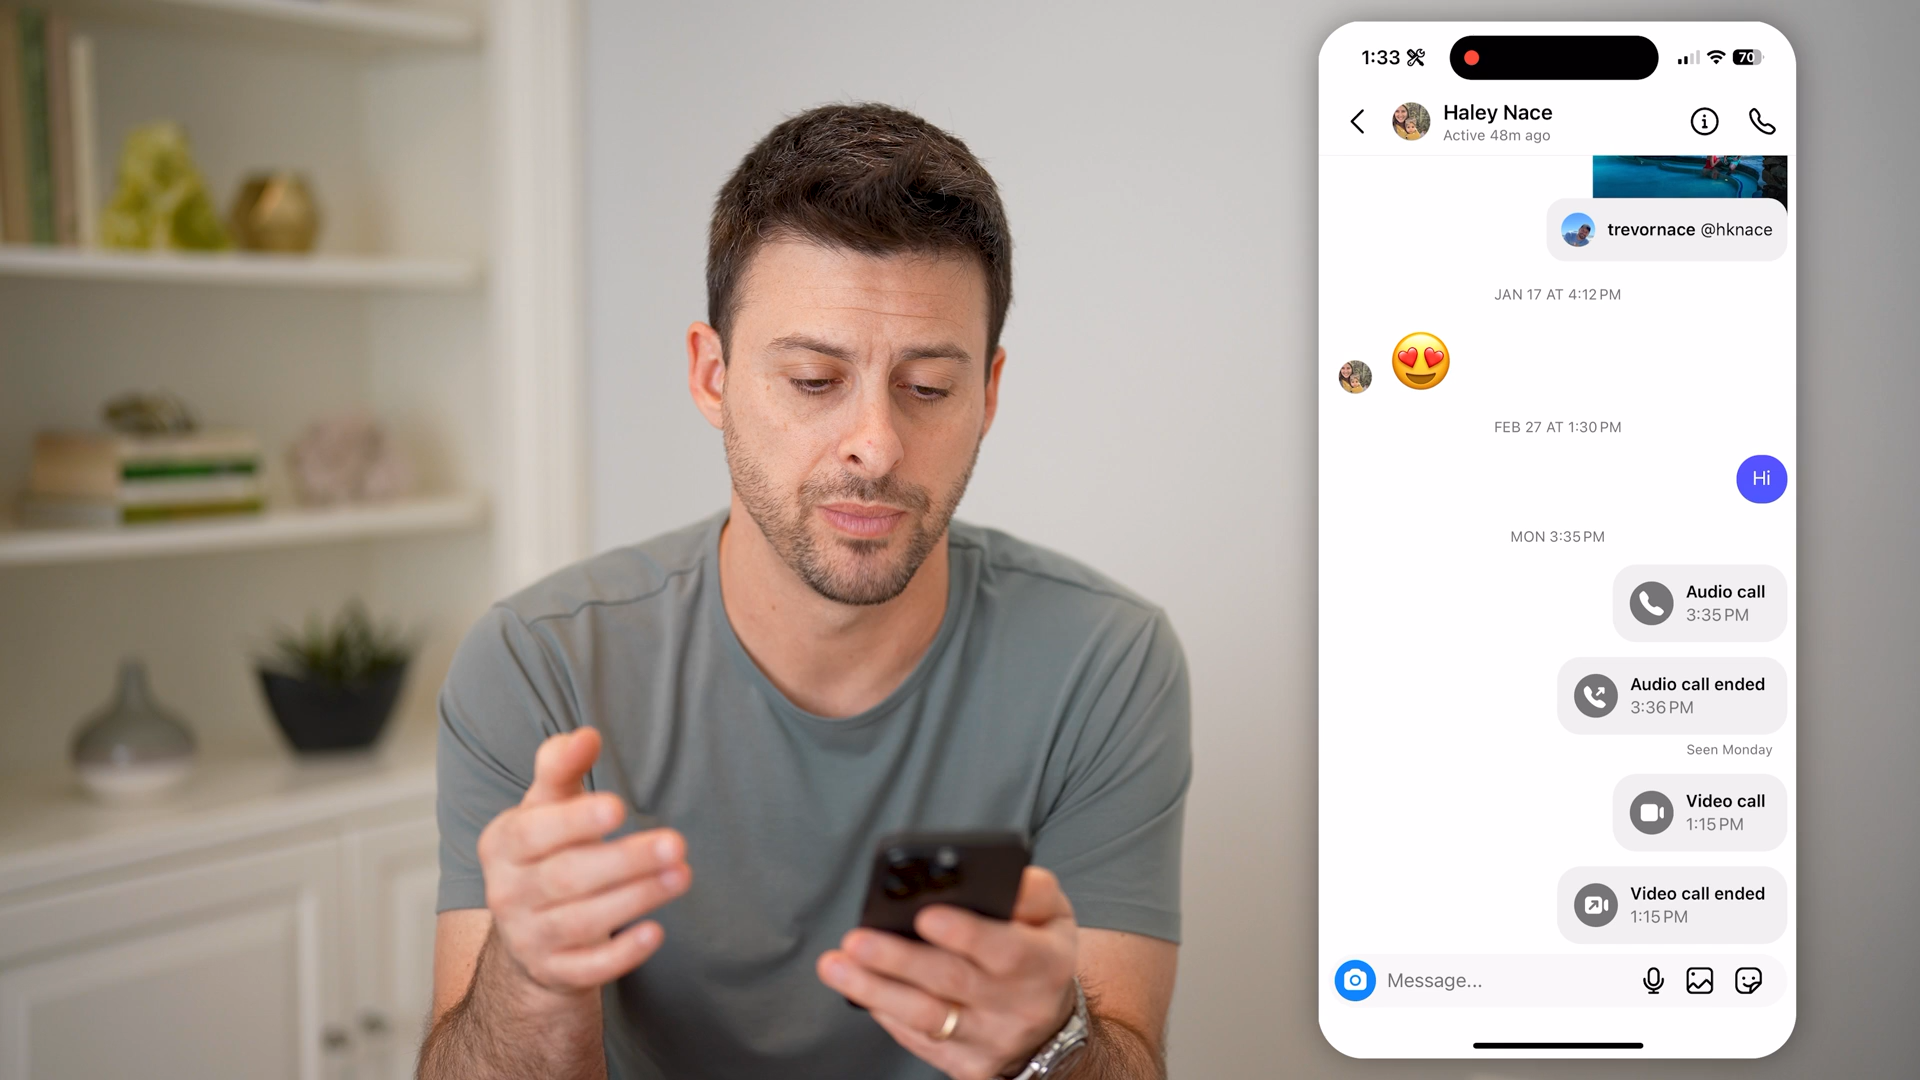 1:33
70
Haley Nace
Active 48m ago
trevornace @hknace
JAN 17 AT 4:12 PM
FEB 27 AT 1:30 PM
Hi
MON 3:35 PM
Audio call
3:35 PM
Audio call ended
3:36 PM
Seen Monday
Video call
1:15 PM
Video call ended
1:15 PM
Message...